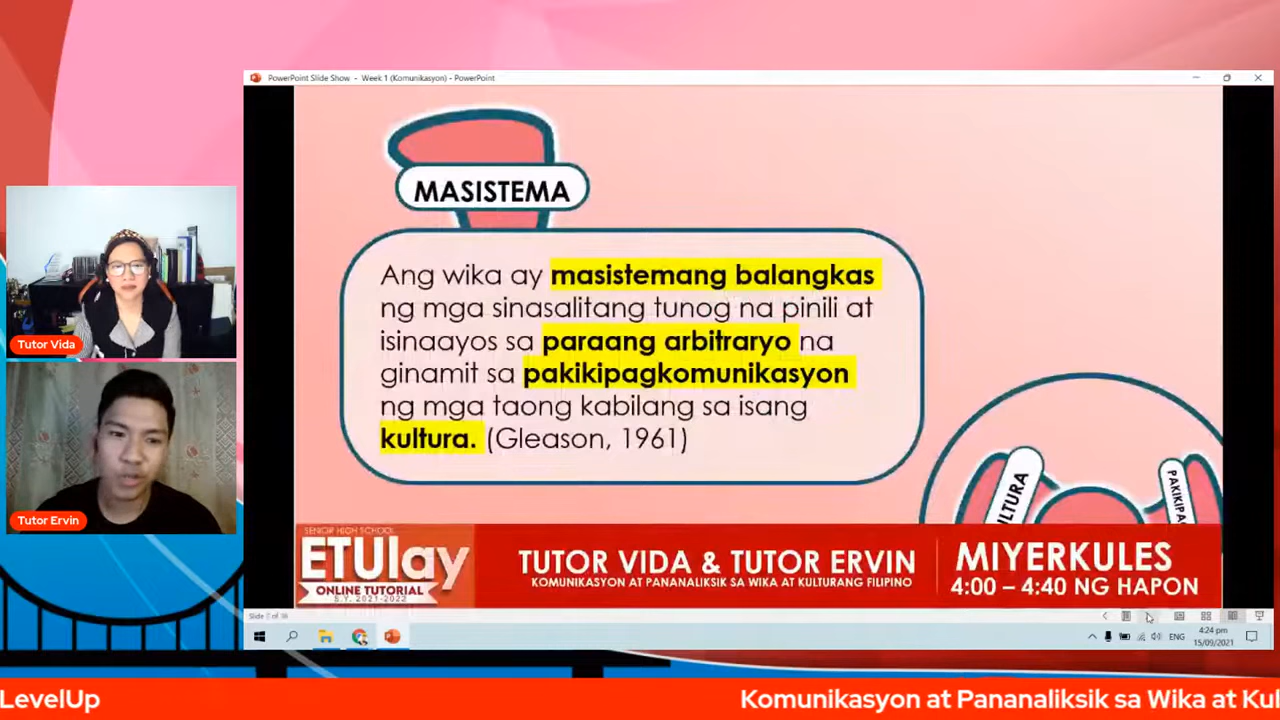 PowerPoint Slide Show - Week 1 (Komunikasyon) - PowerPoint
MASISTEMA
Ang wika ay masistemang balangkas
ng mga sinasalitang tunog na pinili at
isinaayos sa paraang arbitraryo na
ginamit sa pakikipagkomunikasyon
ng mga taong kabilang sa isang
kultura. (Gleason, 1961)
Tutor Vida
Tutor Ervin
SENIOR HIGH SCHOOL
ETULay
ONLINE TUTORIAL
S.Y. 2021-2022
TUTOR VIDA & TUTOR ERVIN
KOMUNIKASYON AT PANANALIKSIK SA WIKA AT KULTURANG FILIPINO
MIYERKULES
4:00 – 4:40 NG HAPON
ENG
4:24 pm
15/09/2021
LevelUp
Komunikasyon at Pananaliksik sa Wika at Kul